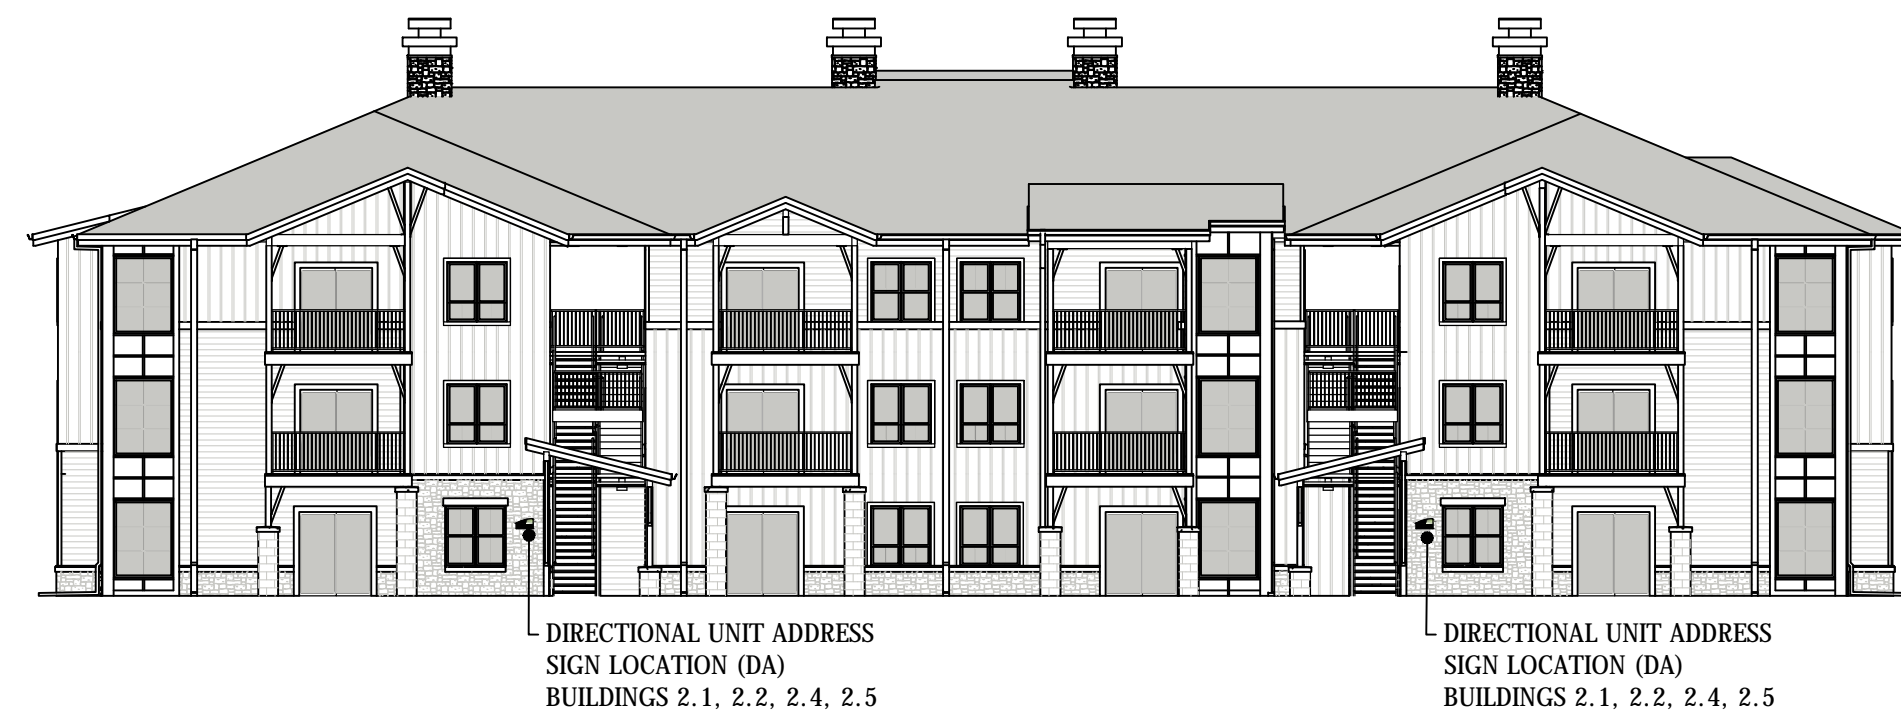 DIRECTIONAL UNIT ADDRESS
SIGN LOCATION (DA)
BUILDINGS 2.1, 2.2, 2.4, 2.5
DIRECTIONAL UNIT ADDRESS
SIGN LOCATION (DA)
BUILDINGS 2.1, 2.2, 2.4, 2.5